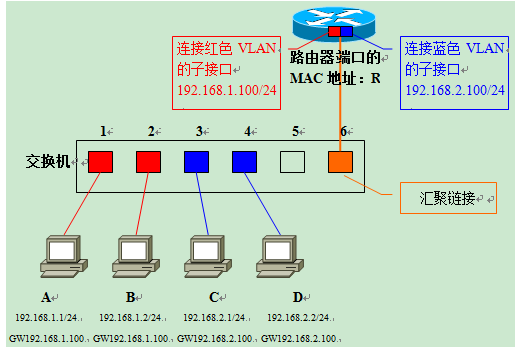 连接红色 VLAN
的子接口
192.168.1.100/24
路由器端口的
MAC 地址：R
连接蓝色 VLAN
的子接口
192.168.2.100/24
1
2
3
4
5
6
交换机
汇聚链接
A
B
C
D
192.168.1.1/24
192.168.1.2/24
192.168.2.1/24
192.168.2.2/24
GW192.168.1.100
GW192.168.1.100
GW192.168.2.100
GW192.168.2.100